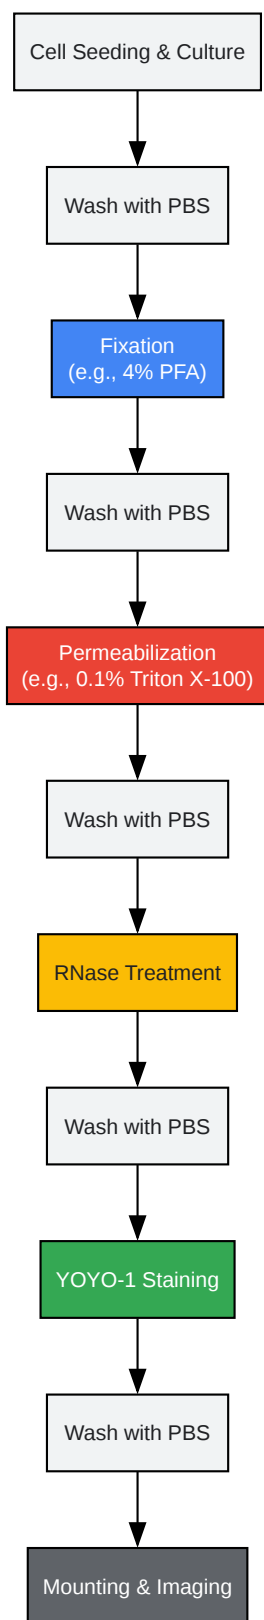 Cell Seeding & Culture
Wash with PBS
Fixation
(e.g., 4% PFA)
Wash with PBS
Permeabilization
(e.g., 0.1% Triton X-100)
Wash with PBS
RNase Treatment
Wash with PBS
YOYO-1 Staining
Wash with PBS
Mounting & Imaging